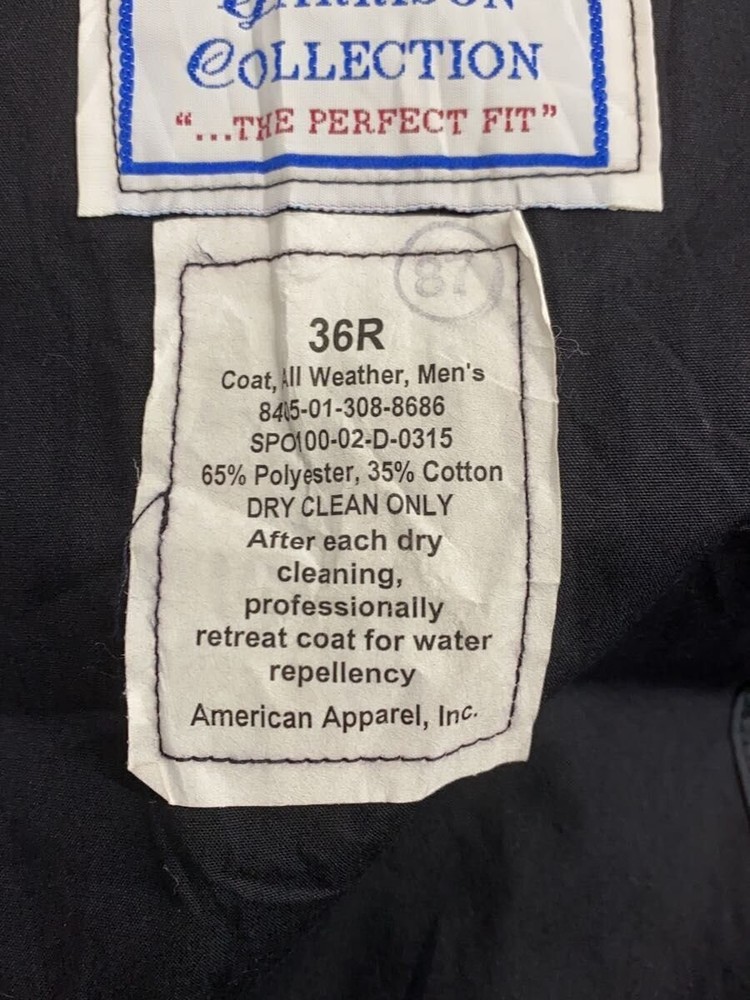 GARRISON
COLLECTION
“...THE PERFECT FIT”
87
36R
Coat, All Weather, Men's
8405-01-308-8686
SPO100-02-D-0315
65% Polyester, 35% Cotton
DRY CLEAN ONLY
After each dry
cleaning,
professionally
retreat coat for water
repellency
American Apparel, Inc.